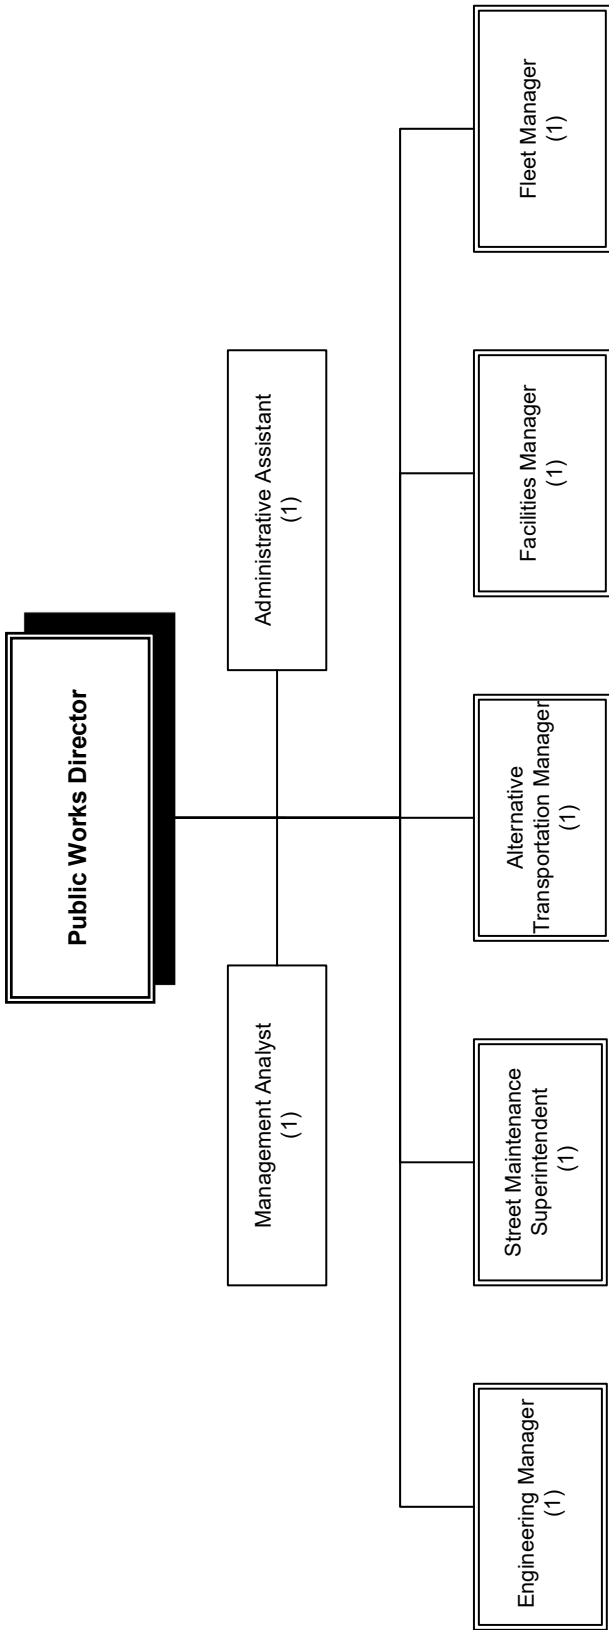 Public Works Director
Management Analyst
(1)
Administrative Assistant
(1)
Engineering Manager
(1)
Street Maintenance
Superintendent
(1)
Alternative
Transportation Manager
(1)
Facilities Manager
(1)
Fleet Manager
(1)